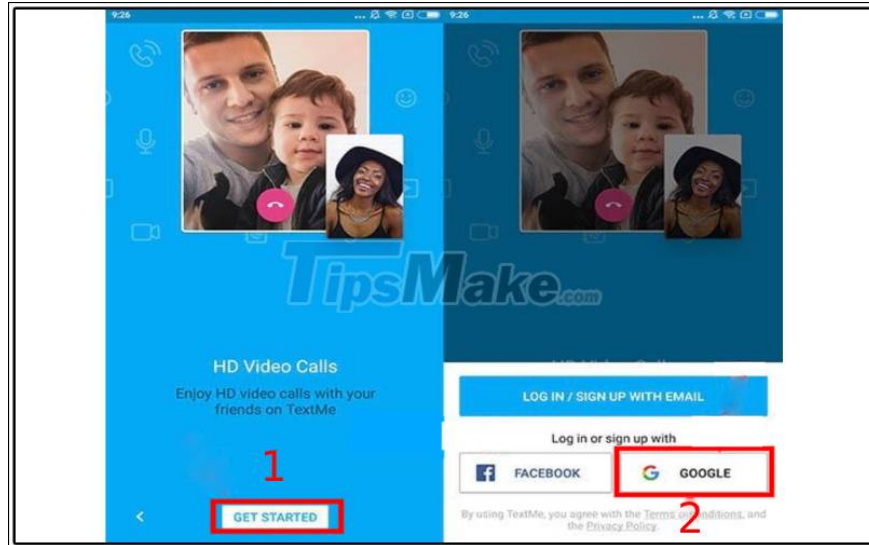 9:26
HD Video Calls
Enjoy HD video calls with your
friends on TextMe
1
GET STARTED
9:26
TipsMake.com
LOG IN / SIGN UP WITH EMAIL
Log in or sign up with
FACEBOOK
GOOGLE
By using TextMe, you agree with the Terms and
the Privacy Policy.
2